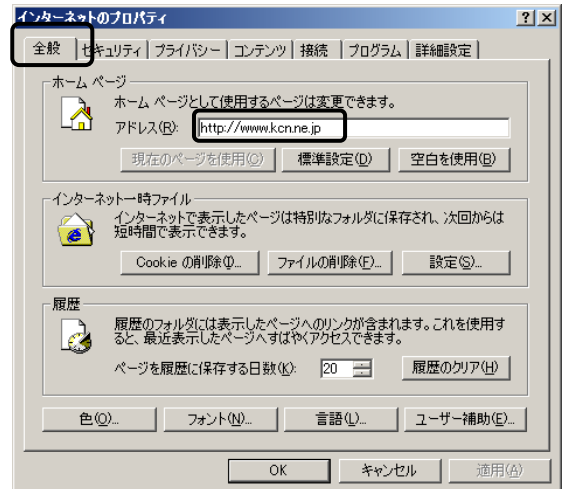 インターネットのプロパティ
全般 セキュリティ プライバシー コンテンツ 接続 プログラム 詳細設定
ホーム ページ
ホーム ページとして使用するページは変更できます。
アドレス(R): http://www.kcn.ne.jp
現在のページを使用(C) 標準設定(D) 空白を使用(B)
インターネット一時ファイル
インターネットで表示したページは特別なフォルダに保存され、次回からは
短時間で表示できます。
Cookie の削除(I)... ファイルの削除(F)... 設定(S)...
履歴
履歴のフォルダには表示したページへのリンクが含まれます。これを使用す
ると、最近表示したページへすばやくアクセスできます。
ページを履歴に保存する日数(K): 20 履歴のクリア(H)
色(O)... フォント(N)... 言語(L)... ユーザー補助(E)...
OK キャンセル 適用(A)